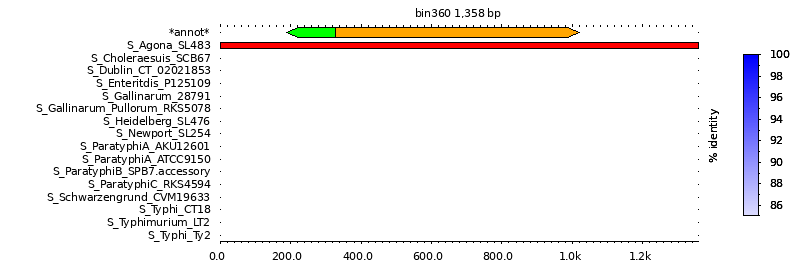 bin360 1,358 bp
*annot*
S_Agona_SL483
S_Choleraesuis_SCB67
S_Dublin_CT_02021853
S_Enteritidis_P125109
S_Gallinarum_28791
S_Gallinarum_Pullorum_RKS5078
S_Heidelberg_SL476
S_Newport_SL254
S_ParatyphiA_AKU12601
S_ParatyphiA_ATCC9150
S_ParatyphiB_SPB7.accessory
S_ParatyphiC_RKS4594
S_Schwarzengrund_CVM19633
S_Typhi_CT18
S_Typhimurium_LT2
S_Typhi_Ty2
0.0 200.0 400.0 600.0 800.0 1.0k 1.2k
% identity
100
98
96
94
92
90
88
86